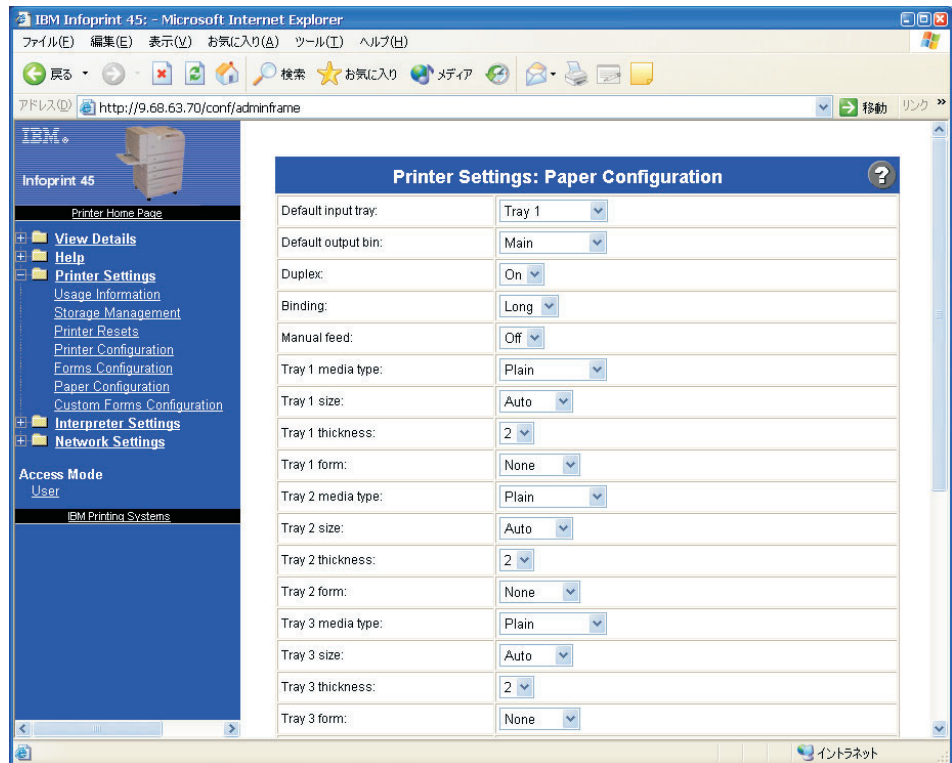 IBM Infoprint 45: - Microsoft Internet Explorer
ファイル(F) 編集(E) 表示(V) お気に入り(A) ツール(T) ヘルプ(H)
戻る 検索 お気に入り メディア
アドレス(D) http://9.68.63.70/conf/adminframe 移動 リンク »
IBM®
Infoprint 45
Printer Home Page
View Details
Help
Printer Settings
Usage Information
Storage Management
Printer Resets
Printer Configuration
Forms Configuration
Paper Configuration
Custom Forms Configuration
Interpreter Settings
Network Settings
Access Mode
User
IBM Printing Systems
Printer Settings: Paper Configuration ?
Default input tray: Tray 1
Default output bin: Main
Duplex: On
Binding: Long
Manual feed: Off
Tray 1 media type: Plain
Tray 1 size: Auto
Tray 1 thickness: 2
Tray 1 form: None
Tray 2 media type: Plain
Tray 2 size: Auto
Tray 2 thickness: 2
Tray 2 form: None
Tray 3 media type: Plain
Tray 3 size: Auto
Tray 3 thickness: 2
Tray 3 form: None
イントラネット